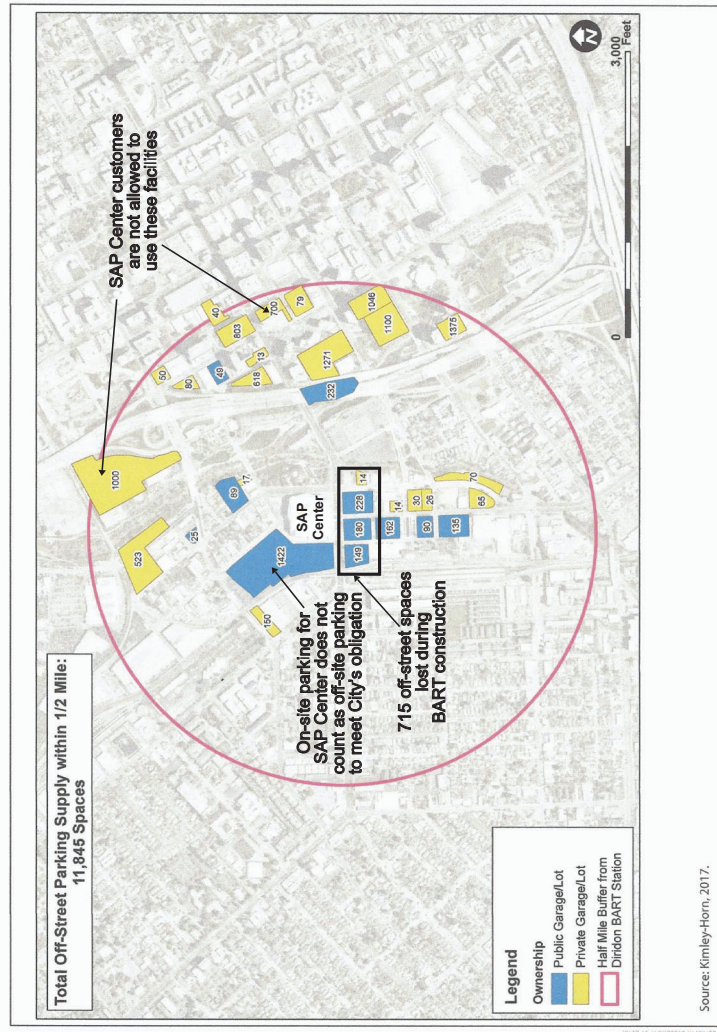 Total Off-Street Parking Supply within 1/2 Mile:
11,845 Spaces
SAP Center customers
are not allowed to
use these facilities
On-site parking for
SAP Center does not
count as off-site parking
to meet City's obligation
715 off-street spaces
lost during
BART construction
SAP
Center
1000
523
25
89
17
1422
150
50
80
49
40
803
700
79
13
618
1271
232
1046
1100
1375
14
228
180
149
14
162
30
26
90
135
70
65
N
0
3,000
Feet
Legend
Ownership
Public Garage/Lot
Private Garage/Lot
Half Mile Buffer from
Diridon BART Station
Source: Kimley-Horn, 2017.